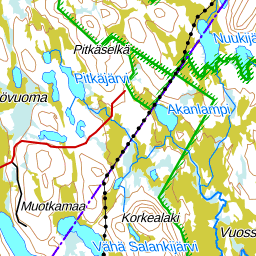 Nuukijä
Pitkäselkä
Pitkäjärvi
övuoma
Akanlampi
Muotkamaa
Korkealaki
Vuoss
Vähä Salankijärvi